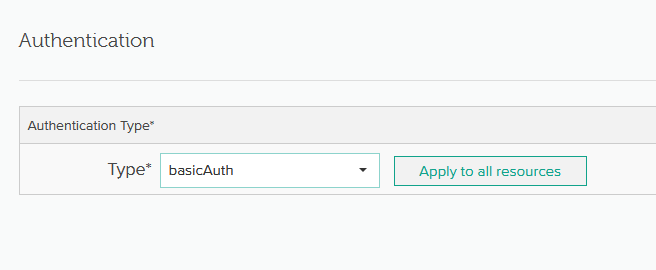 Authentication
Authentication Type*
Type* basicAuth Apply to all resources